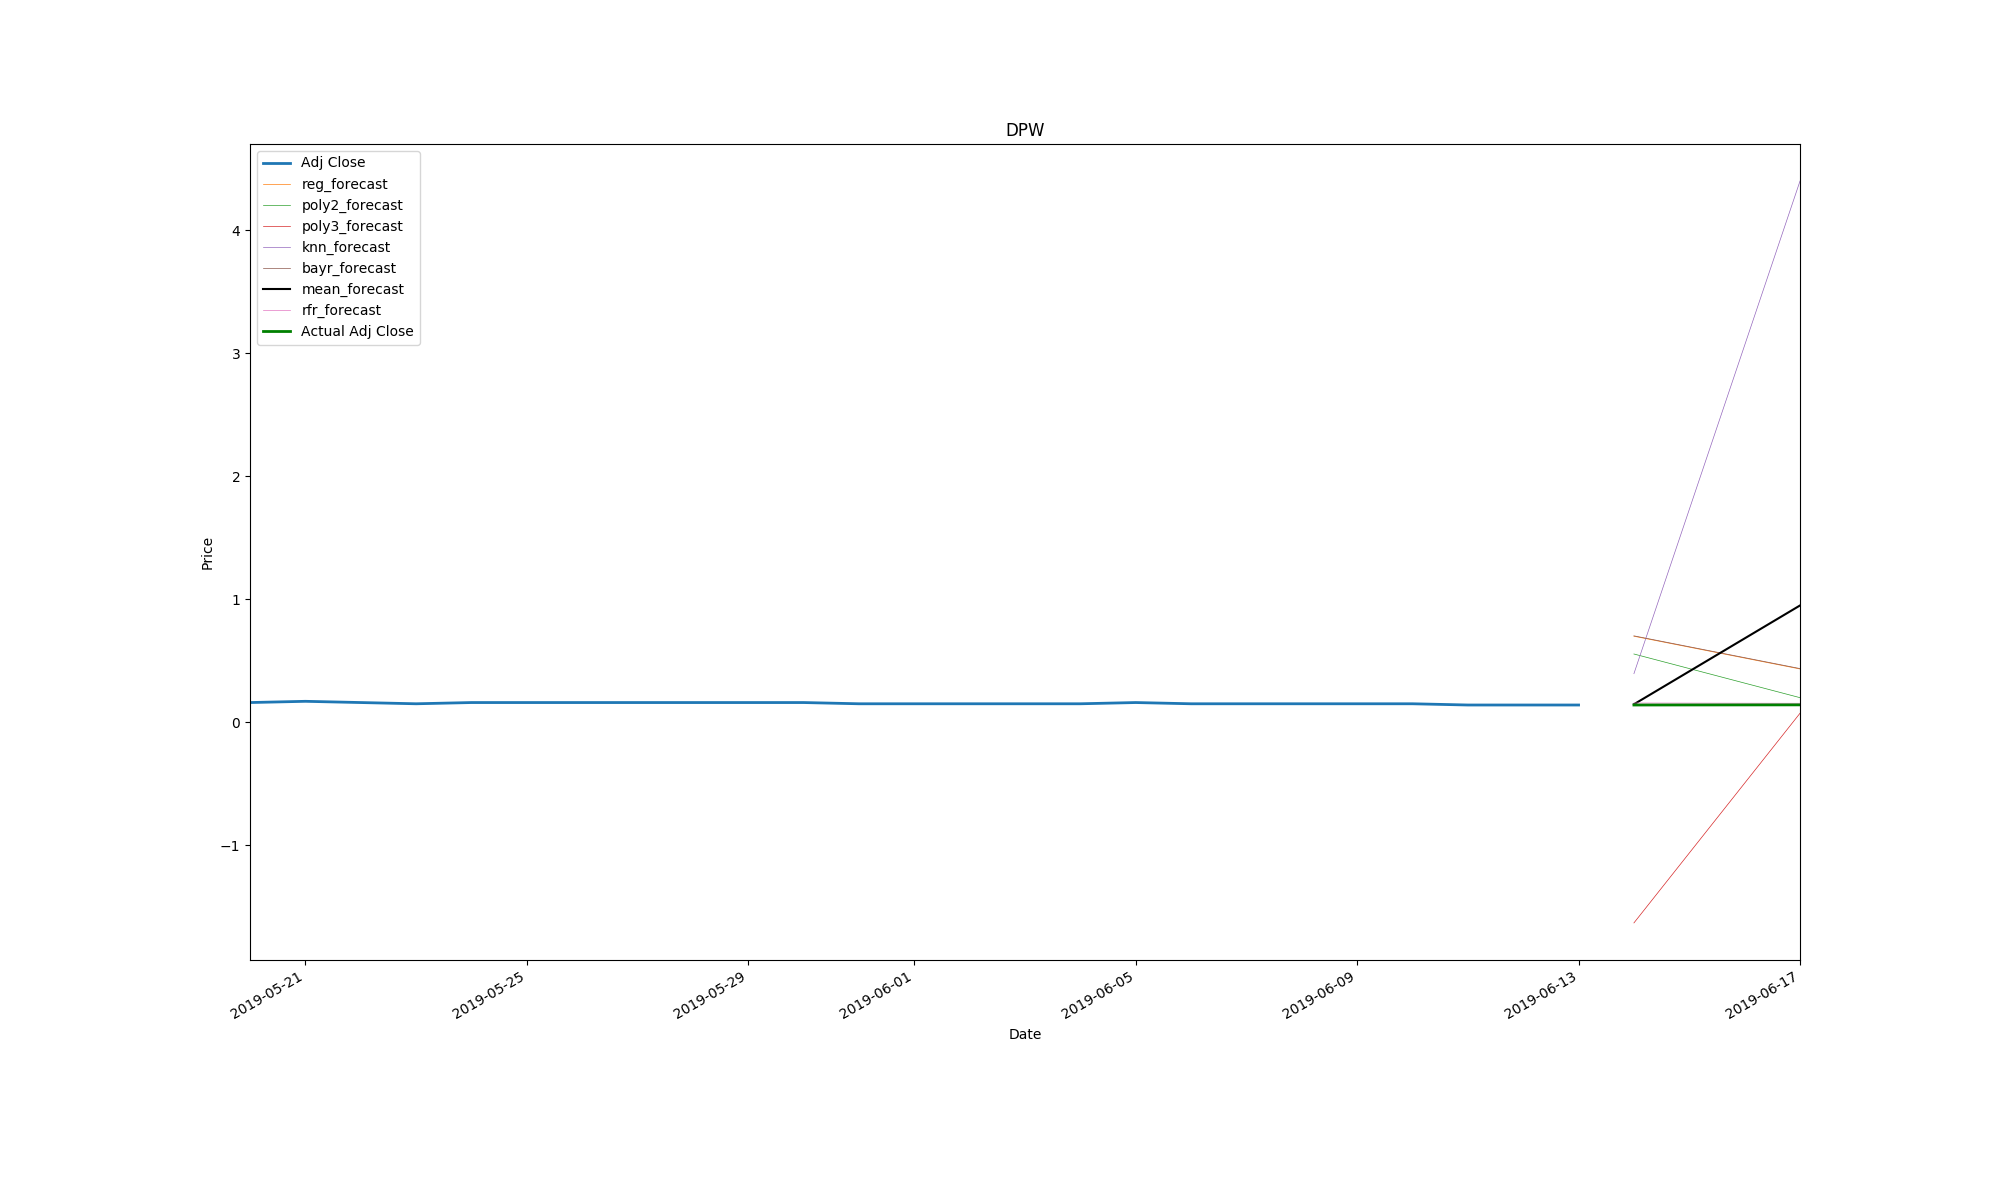 DPW
Adj Close
reg_forecast
poly2_forecast
poly3_forecast
knn_forecast
bayr_forecast
mean_forecast
rfr_forecast
Actual Adj Close
4
3
2
1
0
−1
Price
2019-05-21
2019-05-25
2019-05-29
2019-06-01
2019-06-05
2019-06-09
2019-06-13
2019-06-17
Date